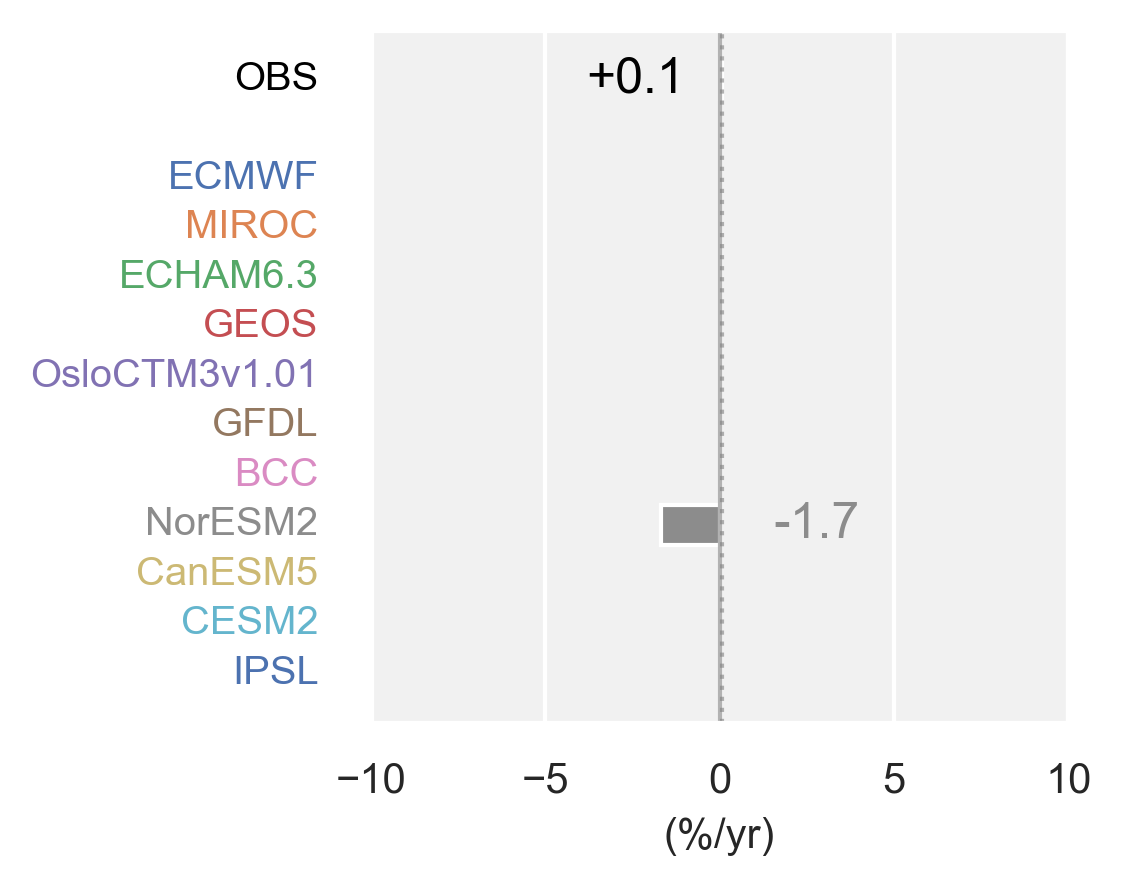 OBS +0.1
ECMWF
MIROC
ECHAM6.3
GEOS
OsloCTM3v1.01
GFDL
BCC
NorESM2 -1.7
CanESM5
CESM2
IPSL
−10 −5 0 5 10
(%/yr)